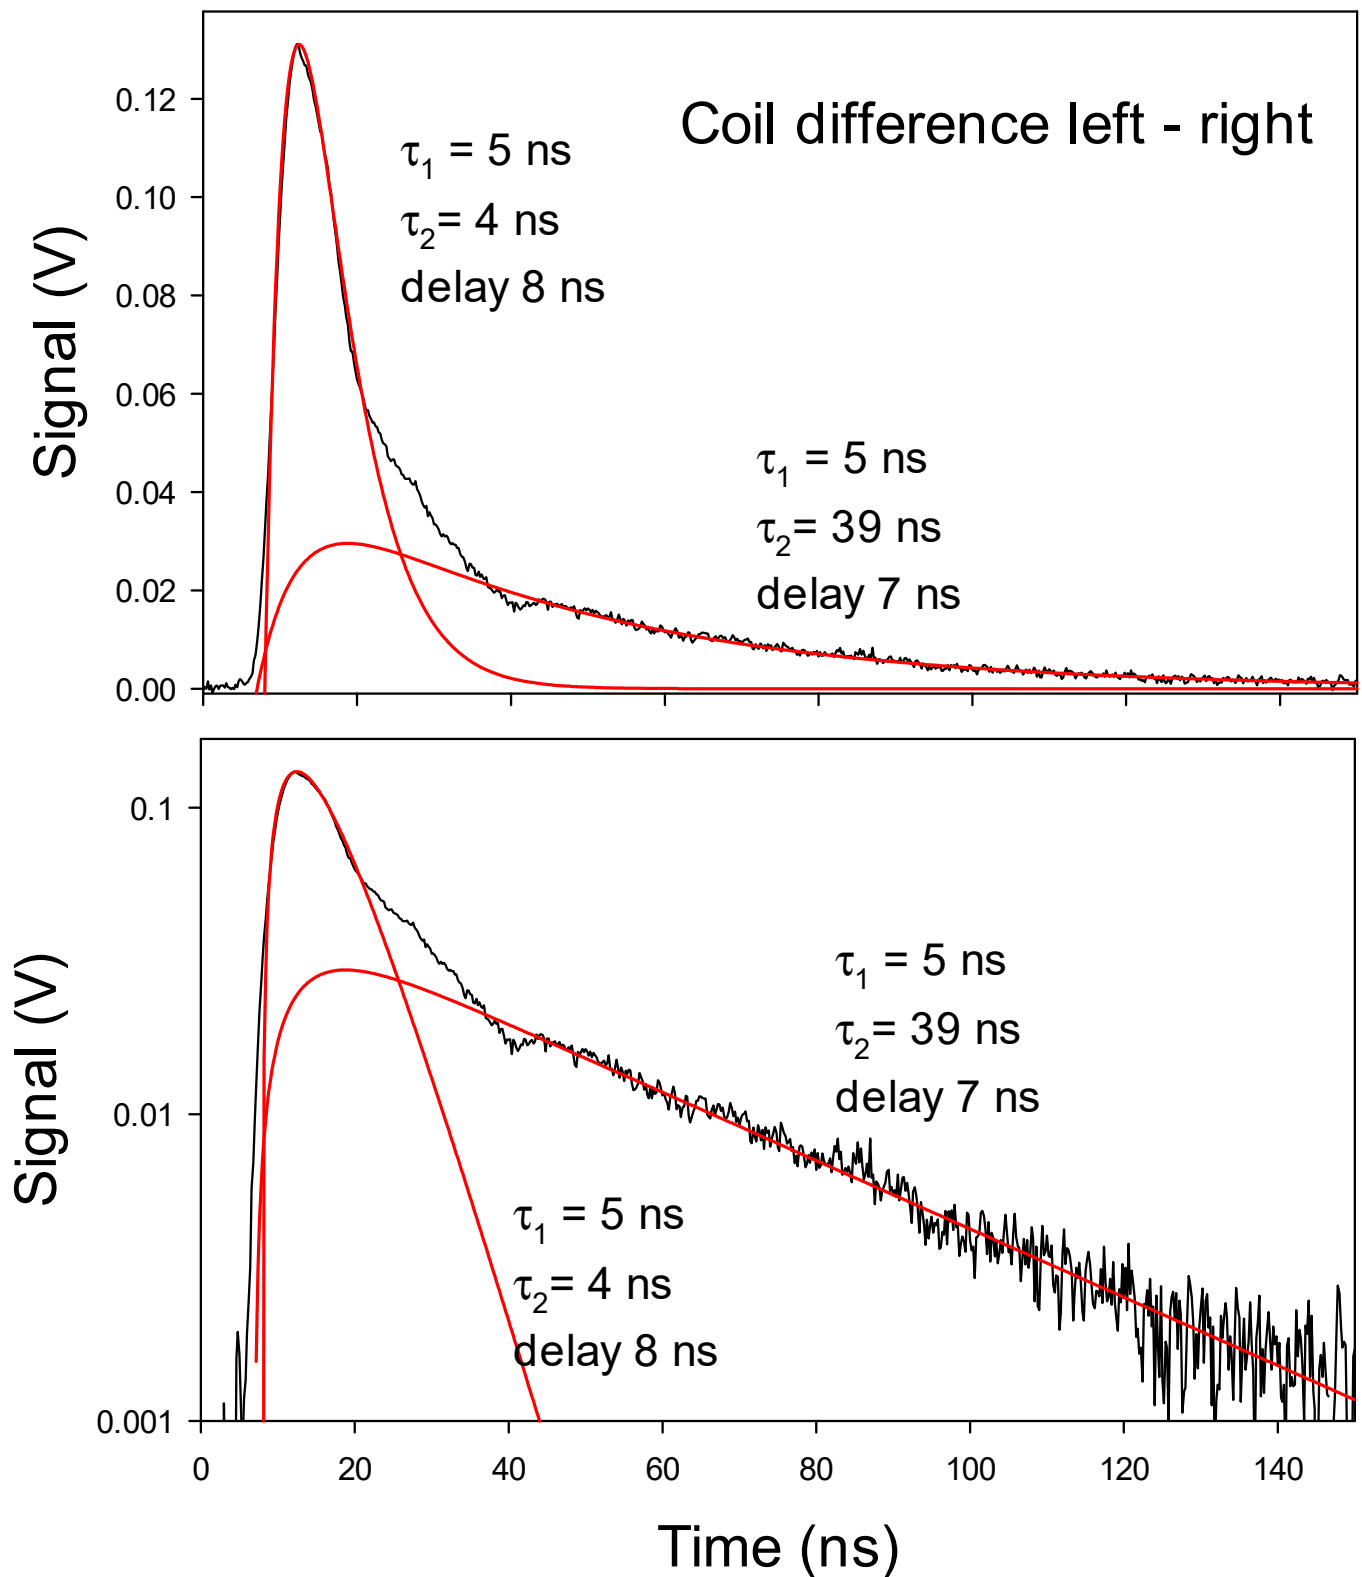 Coil difference left - right
τ1 = 5 ns
τ2= 4 ns
delay 8 ns
τ1 = 5 ns
τ2= 39 ns
delay 7 ns
Signal (V)
0.12
0.10
0.08
0.06
0.04
0.02
0.00
τ1 = 5 ns
τ2= 39 ns
delay 7 ns
τ1 = 5 ns
τ2= 4 ns
delay 8 ns
Signal (V)
0.1
0.01
0.001
0 20 40 60 80 100 120 140
Time (ns)